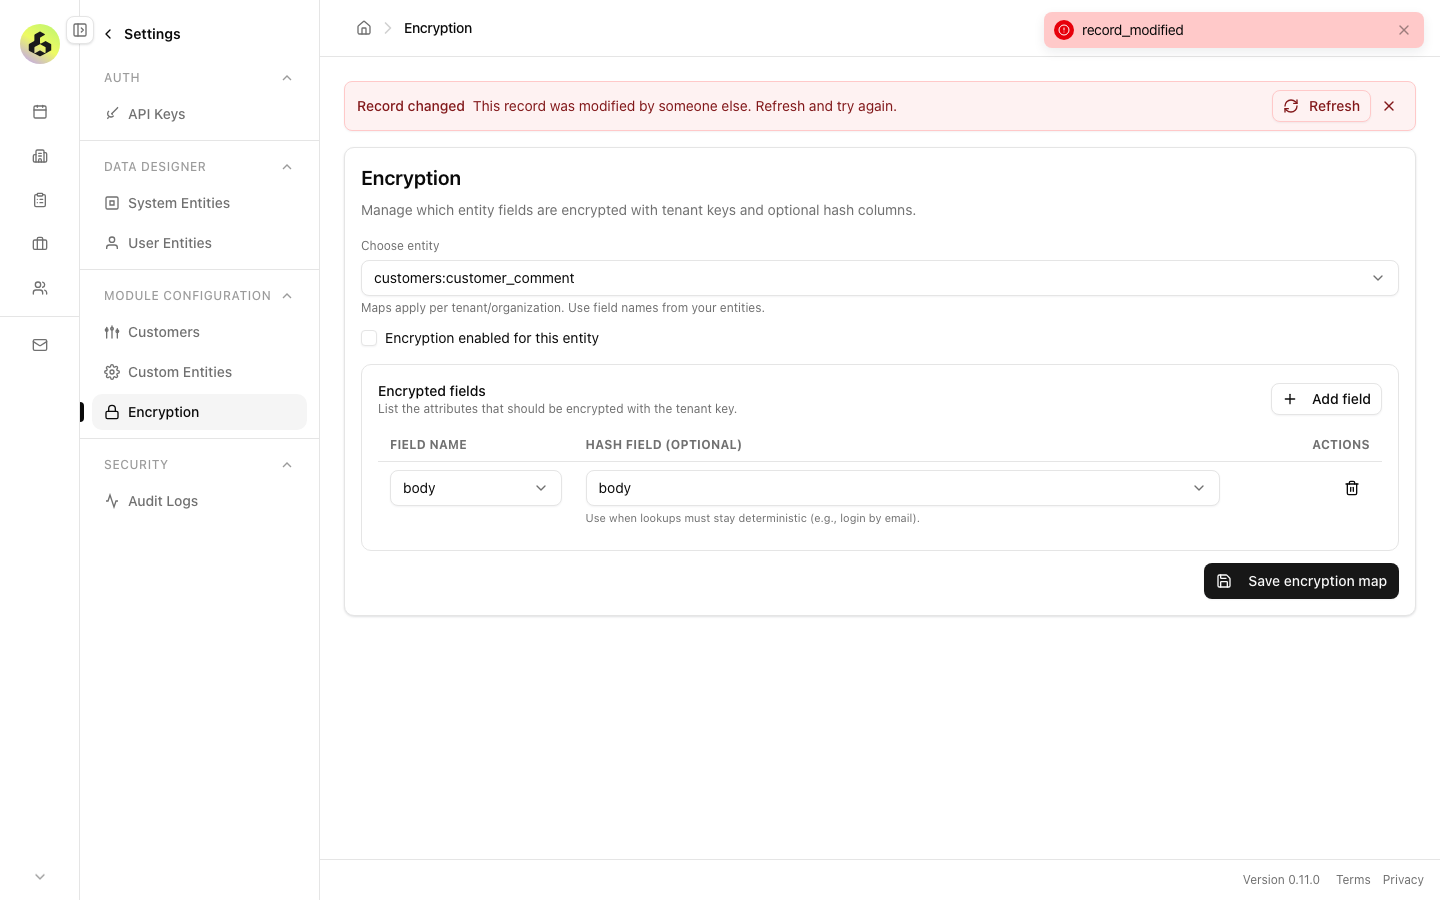 Settings
AUTH
API Keys
DATA DESIGNER
System Entities
User Entities
MODULE CONFIGURATION
Customers
Custom Entities
Encryption
SECURITY
Audit Logs
Encryption
record_modified
Record changed This record was modified by someone else. Refresh and try again.
Refresh
Encryption
Manage which entity fields are encrypted with tenant keys and optional hash columns.
Choose entity
customers:customer_comment
Maps apply per tenant/organization. Use field names from your entities.
Encryption enabled for this entity
Encrypted fields
List the attributes that should be encrypted with the tenant key.
Add field
FIELD NAME HASH FIELD (OPTIONAL) ACTIONS
body body
Use when lookups must stay deterministic (e.g., login by email).
Save encryption map
Version 0.11.0 Terms Privacy